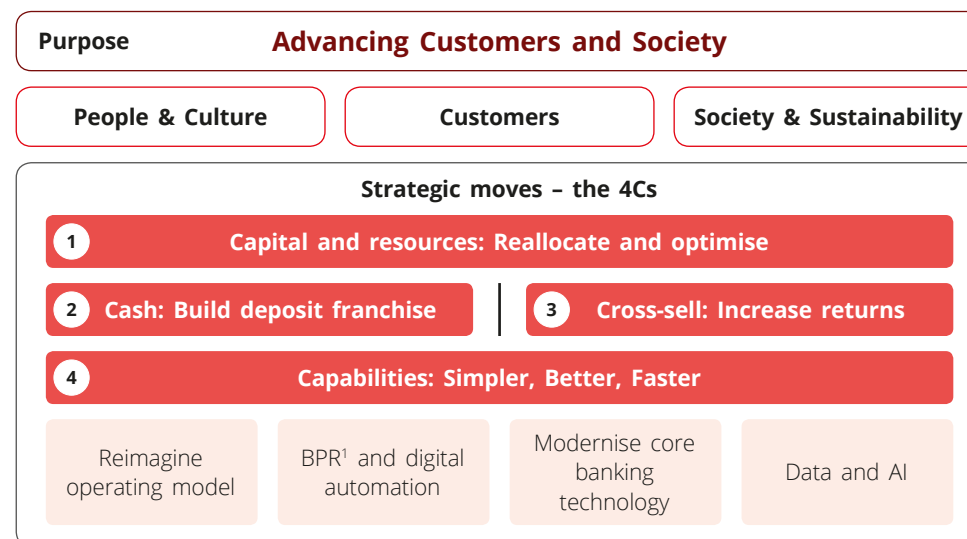 Purpose
Advancing Customers and Society
People & Culture
Customers
Society & Sustainability
Strategic moves – the 4Cs
1 Capital and resources: Reallocate and optimise
2 Cash: Build deposit franchise
3 Cross-sell: Increase returns
4 Capabilities: Simpler, Better, Faster
Reimagine
operating model
BPR¹ and digital
automation
Modernise core
banking
technology
Data and AI